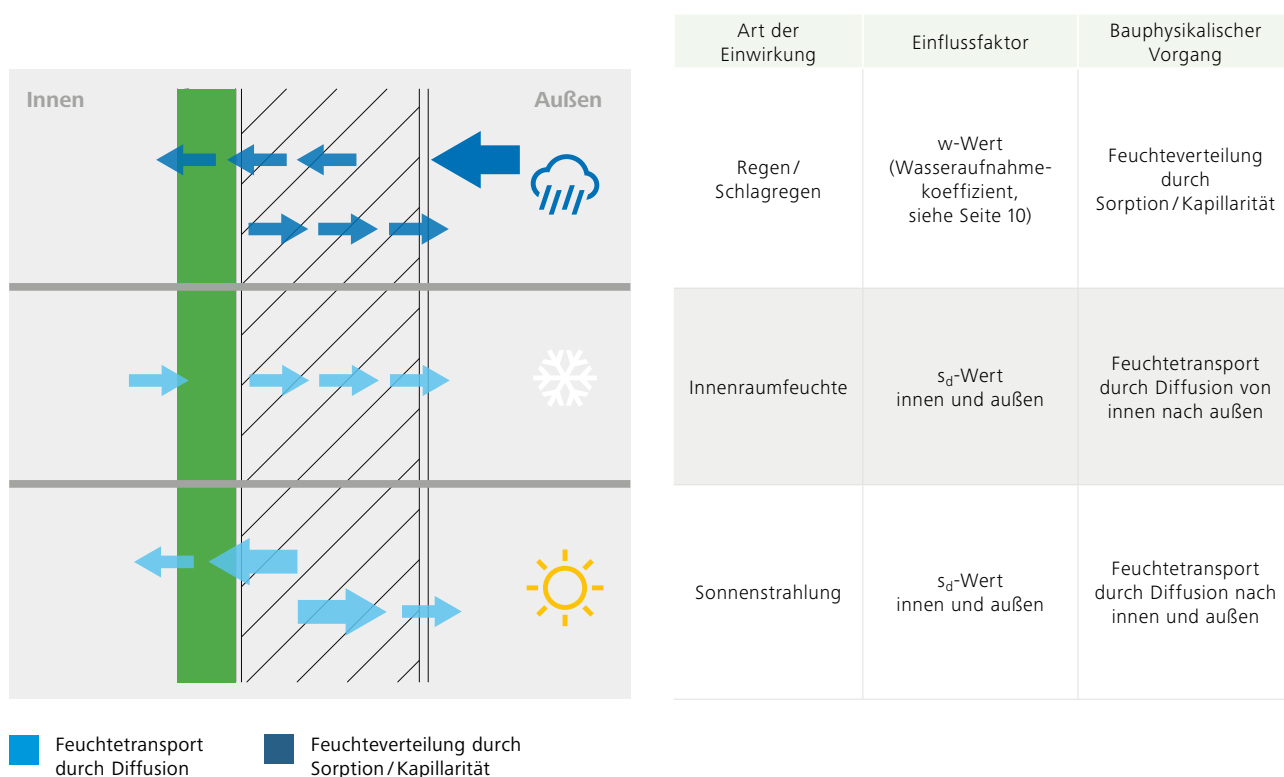 Innen
Außen
Feuchtetransport
durch Diffusion
Feuchteverteilung durch
Sorption / Kapillarität
Art der
Einwirkung
Einflussfaktor
Bauphysikalischer
Vorgang
Regen /
Schlagregen
w-Wert
(Wasseraufnahme-
koeffizient,
siehe Seite 10)
Feuchteverteilung
durch
Sorption / Kapillarität
Innenraumfeuchte
sd-Wert
innen und außen
Feuchtetransport
durch Diffusion von
innen nach außen
Sonnenstrahlung
sd-Wert
innen und außen
Feuchtetransport
durch Diffusion nach
innen und außen